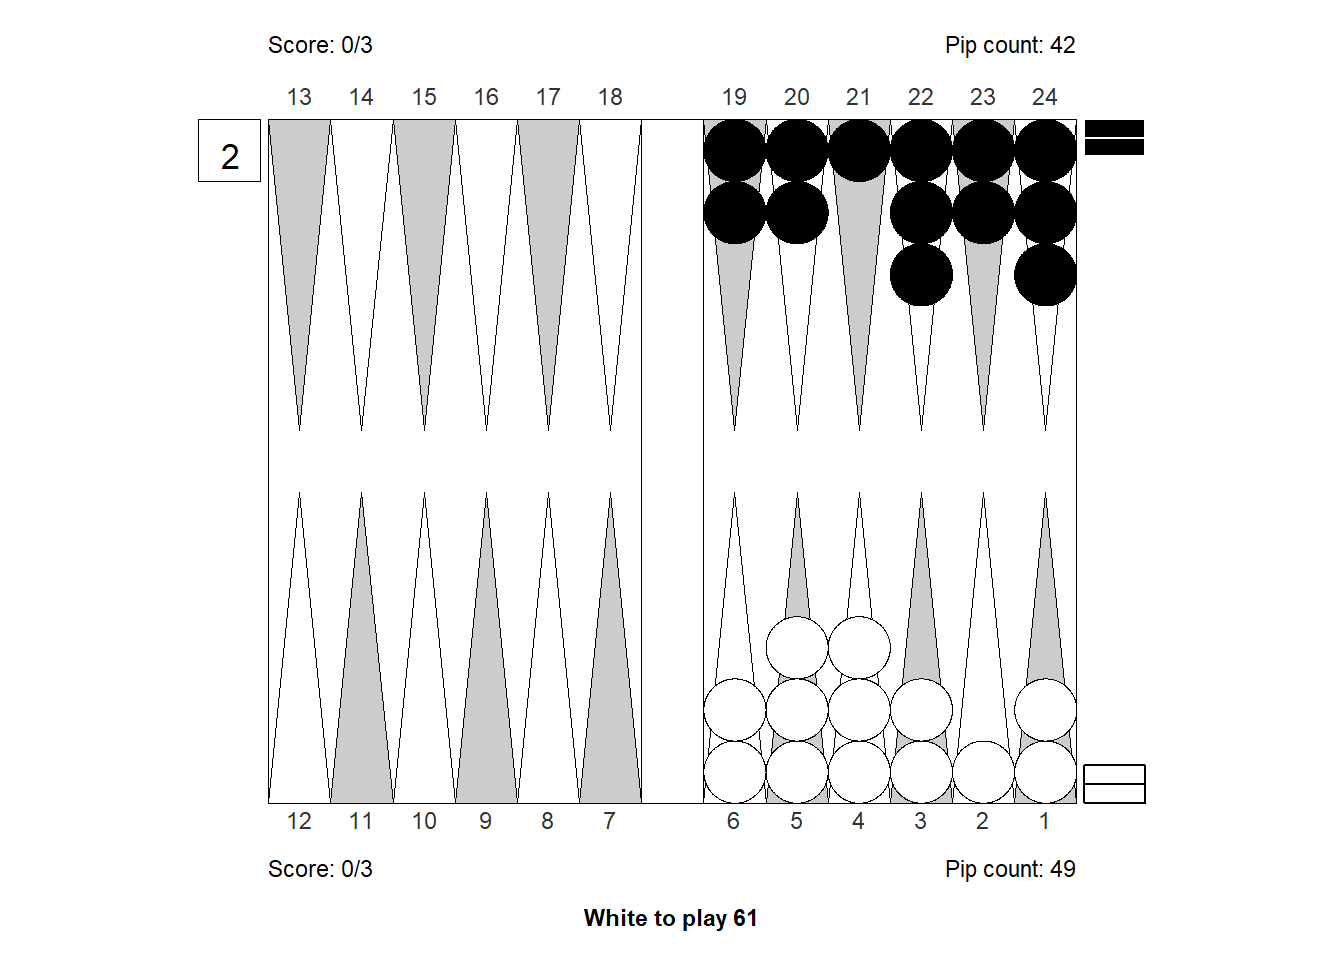 Score: 0/3 Pip count: 42
13 14 15 16 17 18 19 20 21 22 23 24
2
12 11 10 9 8 7 6 5 4 3 2 1
Score: 0/3 Pip count: 49
White to play 61